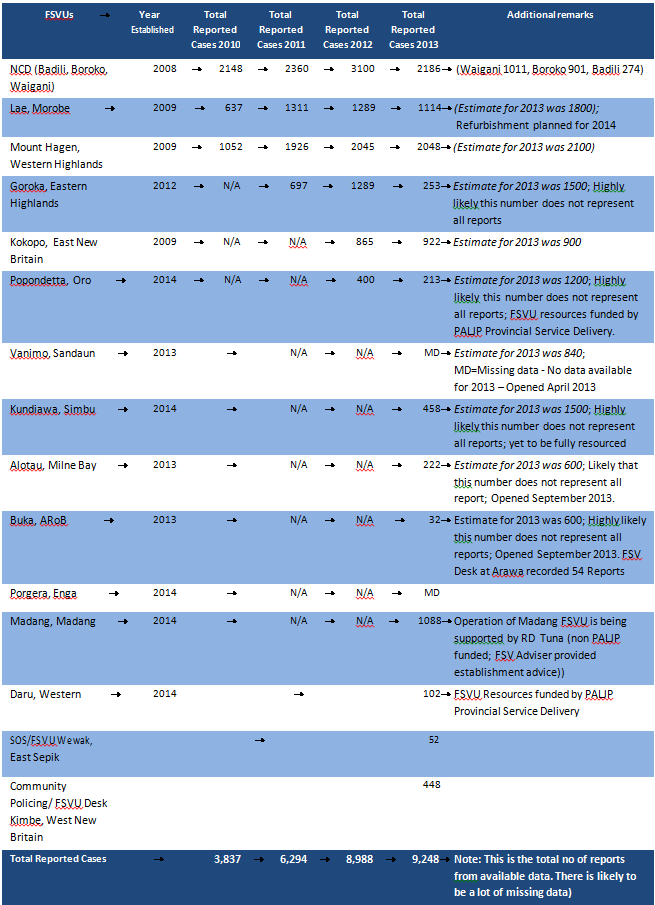 FSVUs → Year Established Total Reported Cases 2010 Total Reported Cases 2011 Total Reported Cases 2012 Total Reported Cases 2013 Additional remarks
NCD (Badili, Boroko, Waigani) 2008 → 2148 → 2360 → 3100 → 2186→ (Waigani 1011, Boroko 901, Badili 274)
Lae, Morobe → 2009 → 637 → 1311 → 1289 → 1114→ (Estimate for 2013 was 1800);
Refurbishment planned for 2014
Mount Hagen, Western Highlands 2009 → 1052 → 1926 → 2045 → 2048→ (Estimate for 2013 was 2100)
Goroka, Eastern Highlands 2012 → N/A → 697 → 1289 → 253→ Estimate for 2013 was 1500; Highly
likely this number does not represent
all reports
Kokopo, East New Britain 2009 → N/A → N/A → 865 → 922→ Estimate for 2013 was 900
Popondetta, Oro → 2014 → N/A → N/A → 400 → 213→ Estimate for 2013 was 1200; Highly
likely this number does not represent
all reports; FSVU resources funded by
PALJP Provincial Service Delivery.
Vanimo, Sandaun → 2013 → N/A → N/A → MD→ Estimate for 2013 was 840;
MD=Missing data - No data available
for 2013 – Opened April 2013
Kundiawa, Simbu → 2014 → N/A → N/A → 458→ Estimate for 2013 was 1500; Highly
likely this number does not represent
all reports; yet to be fully resourced
Alotau, Milne Bay → 2013 → N/A → N/A → 222→ Estimate for 2013 was 600; Likely that
this number does not represent all
report; Opened September 2013.
Buka, ARoB → 2013 → N/A → N/A → 32→ Estimate for 2013 was 600; Highly likely
this number does not represent all
reports; Opened September 2013. FSV
Desk at Arawa recorded 54 Reports
Porgera, Enga → 2014 → N/A → N/A → MD
Madang, Madang → 2014 → N/A → N/A → 1088→ Operation of Madang FSVU is being
supported by RD Tuna (non PALJP
funded; FSV Adviser provided
establishment advice))
Daru, Western → 2014 → 102→ FSVU Resources funded by PALJP
Provincial Service Delivery
SOS/FSVU Wewak, → 52
East Sepik
Community 448
Policing/ FSVU Desk
Kimbe, West New
Britain
Total Reported Cases → 3,837 → 6,294 → 8,988 → 9,248→ Note: This is the total no of reports
from available data. There is likely to
be a lot of missing data)